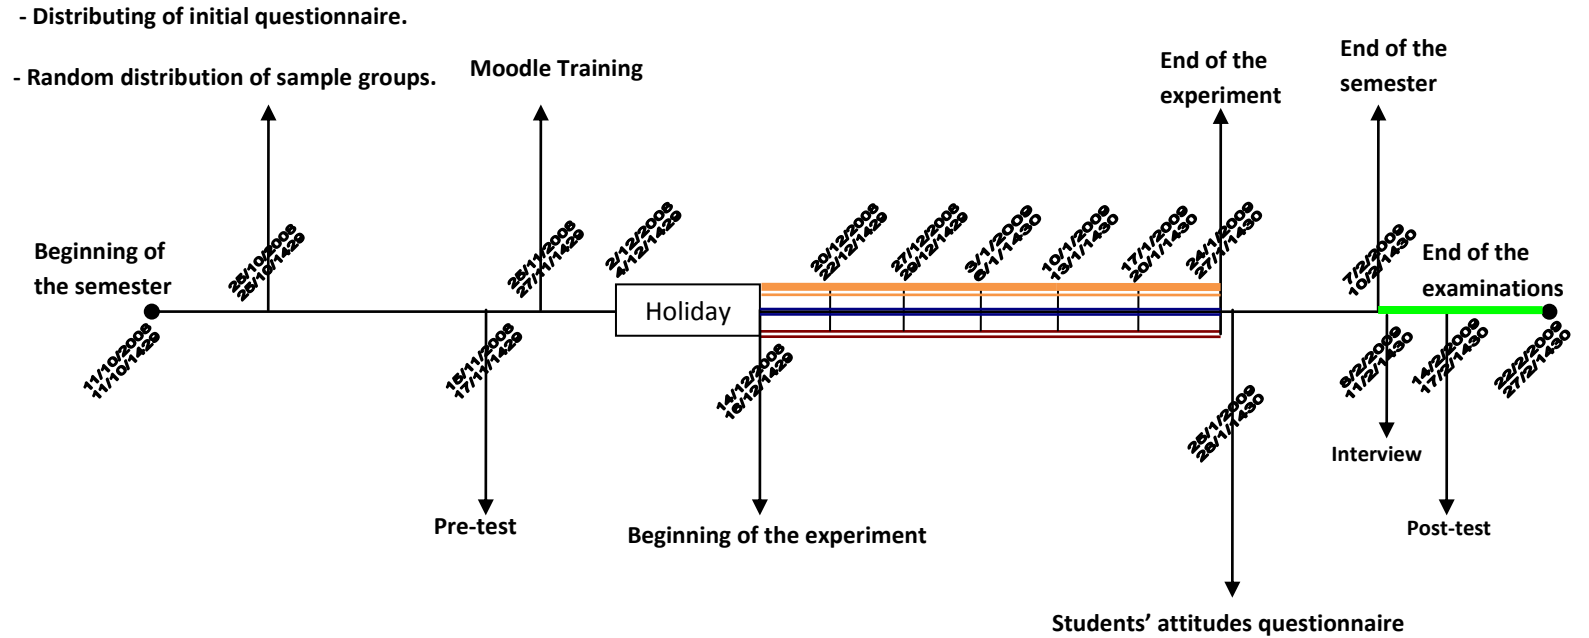 - Distributing of initial questionnaire.
- Random distribution of sample groups.
Moodle Training
End of the
experiment
End of the
semester
Beginning of
the semester
25/10/2008
25/10/1429
25/11/2008
27/11/1429
2/12/2008
4/12/1429
20/12/2008
22/12/1429
27/12/2008
29/12/1429
3/1/2009
6/1/1430
10/1/2009
13/1/1430
17/1/2009
20/1/1430
24/1/2009
27/1/1430
7/2/2009
10/2/1430
End of the
examinations
Holiday
11/10/2008
11/10/1429
15/11/2008
17/11/1429
14/12/2008
16/12/1429
25/1/2009
28/1/1430
8/2/2009
11/2/1430
14/2/2009
17/2/1430
22/2/2009
27/2/1430
Interview
Pre-test
Beginning of the experiment
Post-test
Students’ attitudes questionnaire